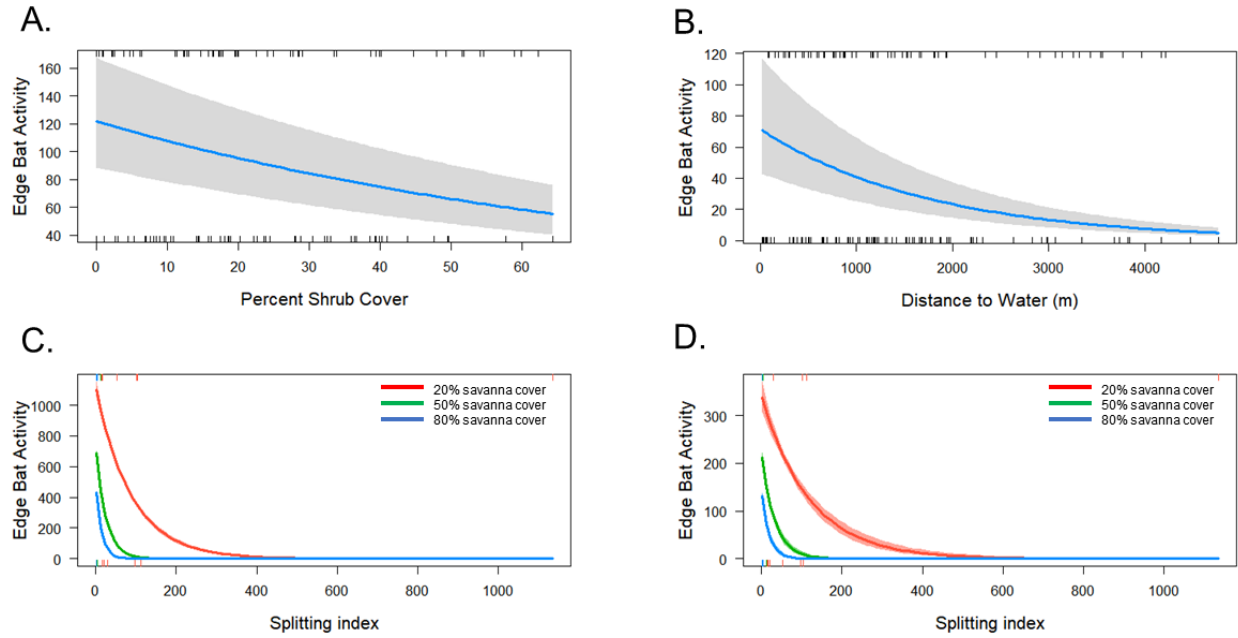 A.
160
140
120
100
80
60
40
Edge Bat Activity
0 10 20 30 40 50 60
Percent Shrub Cover
B.
120
100
80
60
40
20
0
Edge Bat Activity
0 1000 2000 3000 4000
Distance to Water (m)
C.
1000
800
600
400
200
0
Edge Bat Activity
20% savanna cover
50% savanna cover
80% savanna cover
0 200 400 600 800 1000
Splitting index
D.
300
200
100
0
Edge Bat Activity
20% savanna cover
50% savanna cover
80% savanna cover
0 200 400 600 800 1000
Splitting index